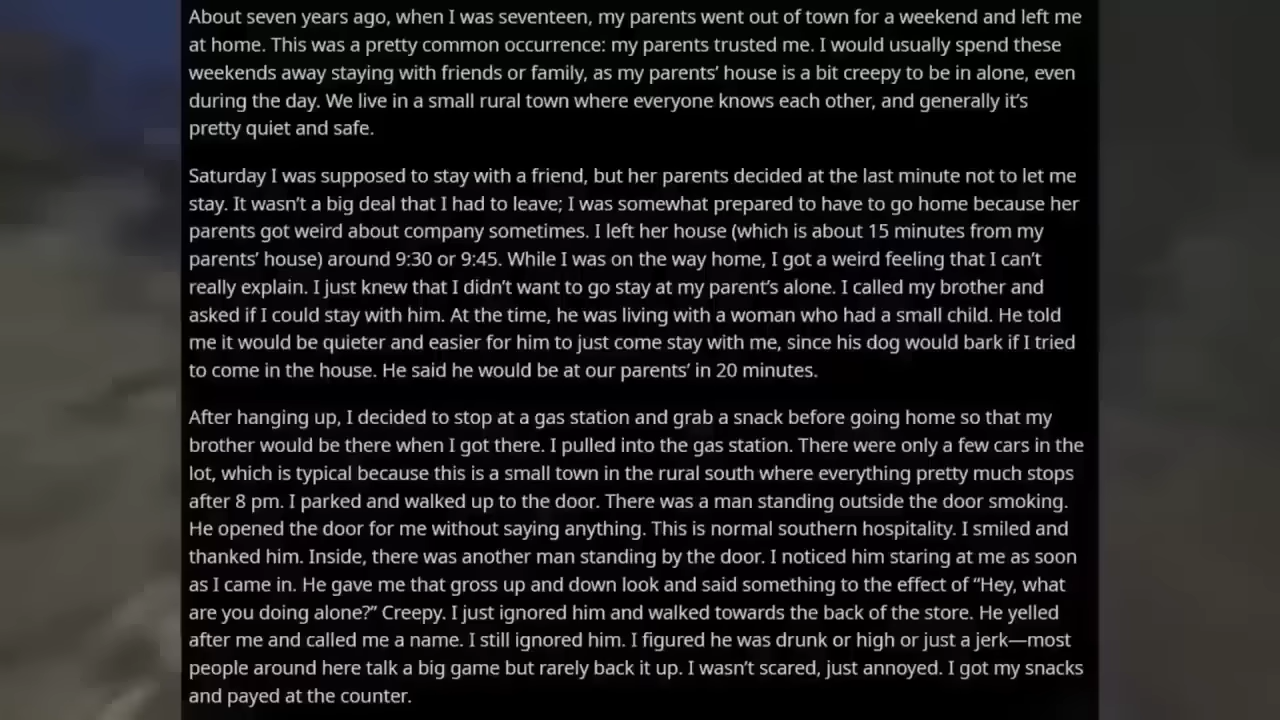 About seven years ago, when I was seventeen, my parents went out of town for a weekend and left me
at home. This was a pretty common occurrence: my parents trusted me. I would usually spend these
weekends away staying with friends or family, as my parents’ house is a bit creepy to be in alone, even
during the day. We live in a small rural town where everyone knows each other, and generally it’s
pretty quiet and safe.
Saturday I was supposed to stay with a friend, but her parents decided at the last minute not to let me
stay. It wasn’t a big deal that I had to leave; I was somewhat prepared to have to go home because her
parents got weird about company sometimes. I left her house (which is about 15 minutes from my
parents’ house) around 9:30 or 9:45. While I was on the way home, I got a weird feeling that I can’t
really explain. I just knew that I didn’t want to go stay at my parent’s alone. I called my brother and
asked if I could stay with him. At the time, he was living with a woman who had a small child. He told
me it would be quieter and easier for him to just come stay with me, since his dog would bark if I tried
to come in the house. He said he would be at our parents’ in 20 minutes.
After hanging up, I decided to stop at a gas station and grab a snack before going home so that my
brother would be there when I got there. I pulled into the gas station. There were only a few cars in the
lot, which is typical because this is a small town in the rural south where everything pretty much stops
after 8 pm. I parked and walked up to the door. There was a man standing outside the door smoking.
He opened the door for me without saying anything. This is normal southern hospitality. I smiled and
thanked him. Inside, there was another man standing by the door. I noticed him staring at me as soon
as I came in. He gave me that gross up and down look and said something to the effect of “Hey, what
are you doing alone?” Creepy. I just ignored him and walked towards the back of the store. He yelled
after me and called me a name. I still ignored him. I figured he was drunk or high or just a jerk—most
people around here talk a big game but rarely back it up. I wasn’t scared, just annoyed. I got my snacks
and payed at the counter.